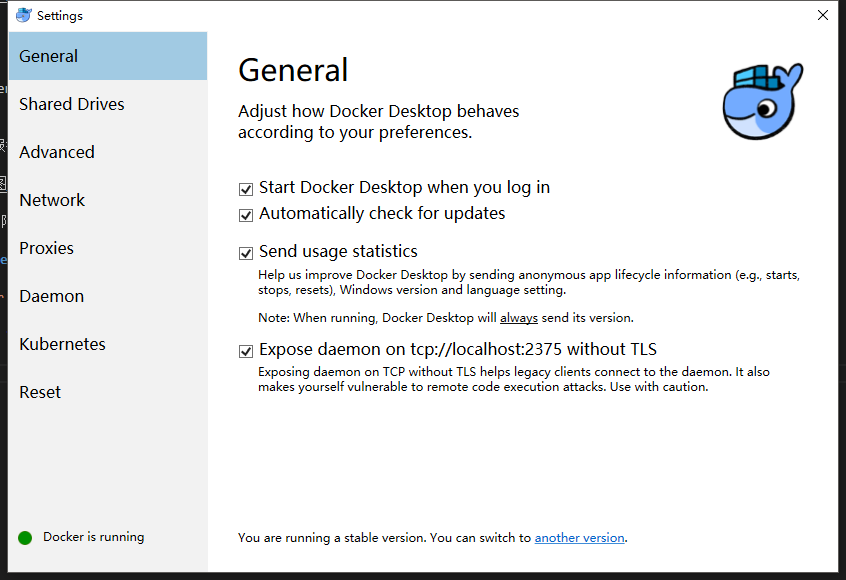 Settings
General
Shared Drives
Advanced
Network
Proxies
Daemon
Kubernetes
Reset
Docker is running
General
Adjust how Docker Desktop behaves
according to your preferences.
Start Docker Desktop when you log in
Automatically check for updates
Send usage statistics
Help us improve Docker Desktop by sending anonymous app lifecycle information (e.g., starts,
stops, resets), Windows version and language setting.
Note: When running, Docker Desktop will always send its version.
Expose daemon on tcp://localhost:2375 without TLS
Exposing daemon on TCP without TLS helps legacy clients connect to the daemon. It also
makes yourself vulnerable to remote code execution attacks. Use with caution.
You are running a stable version. You can switch to another version.